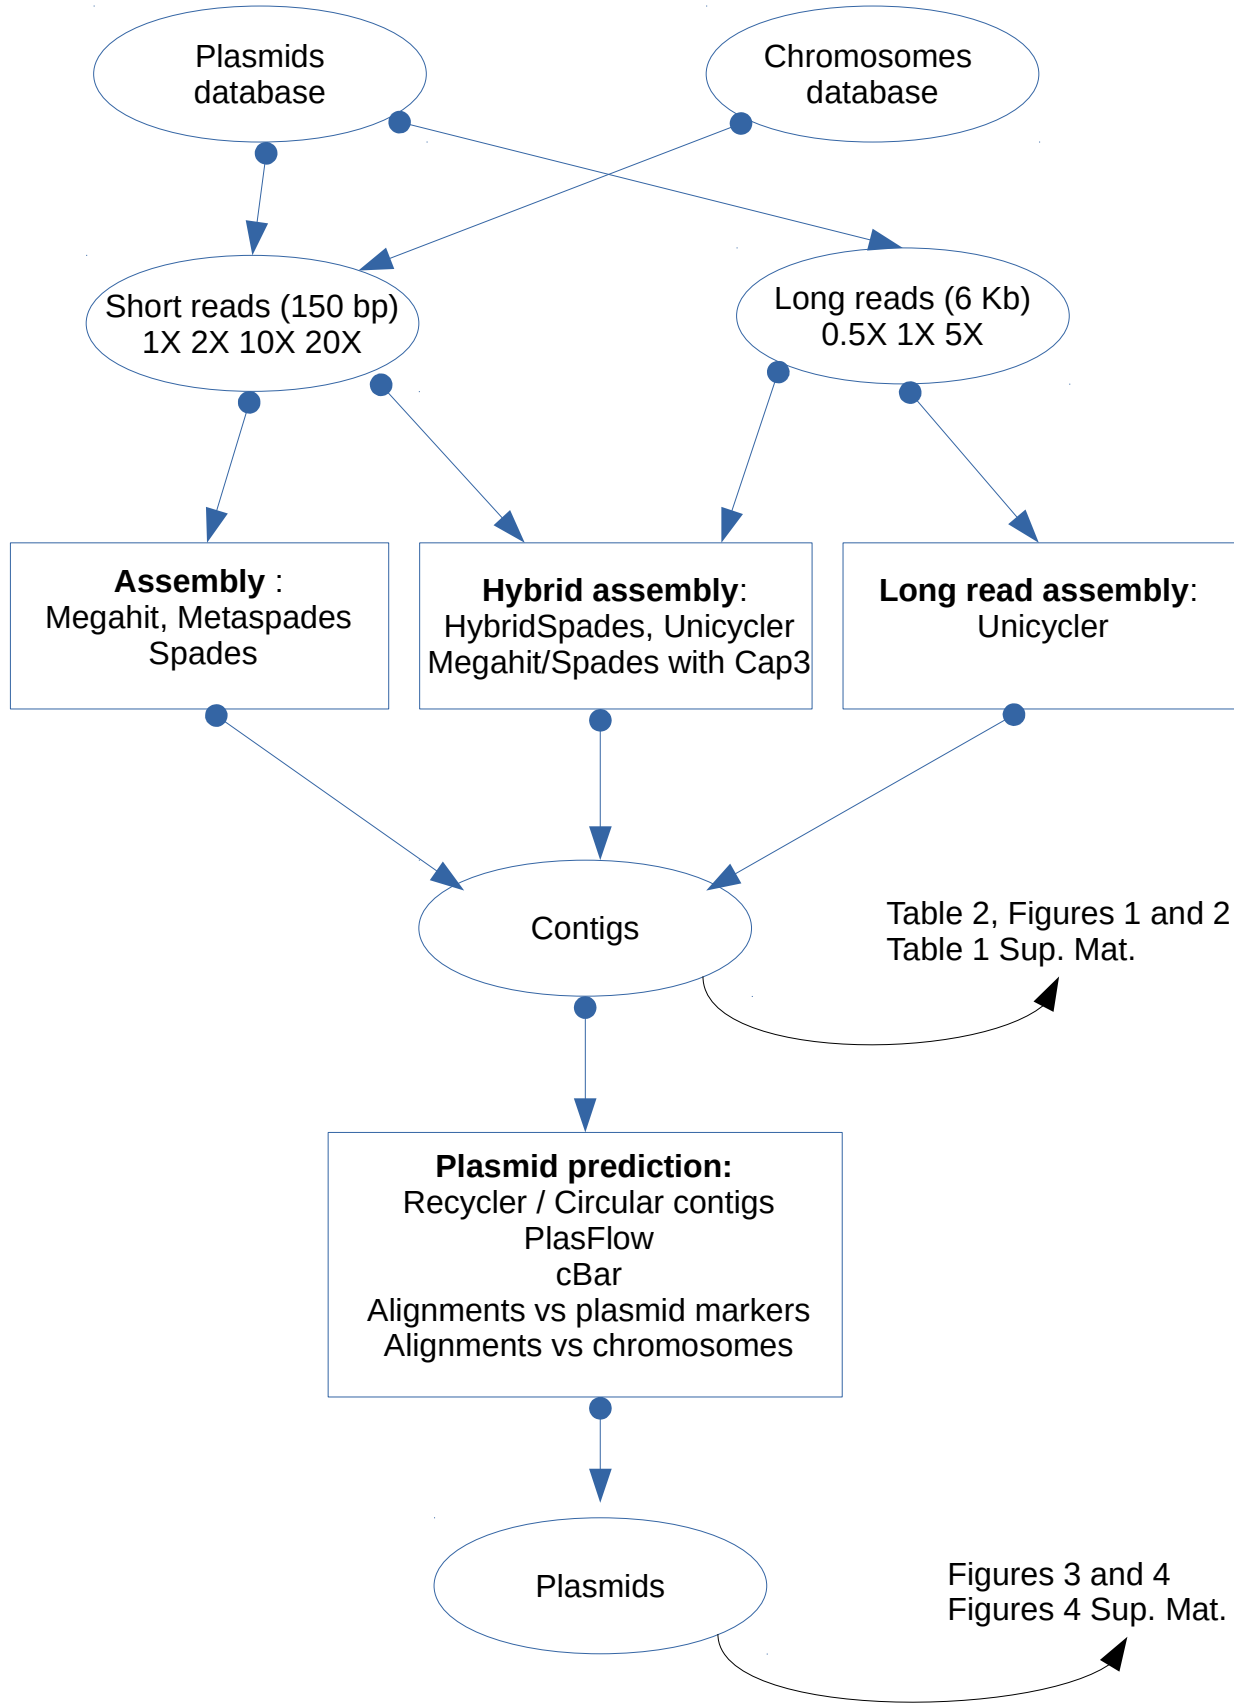 Plasmids
database
Chromosomes
database
Short reads (150 bp)
1X 2X 10X 20X
Long reads (6 Kb)
0.5X 1X 5X
Assembly :
Megahit, Metaspades
Spades
Hybrid assembly:
HybridSpades, Unicycler
Megahit/Spades with Cap3
Long read assembly:
Unicycler
Contigs
Table 2, Figures 1 and 2
Table 1 Sup. Mat.
Plasmid prediction:
Recycler / Circular contigs
PlasFlow
cBar
Alignments vs plasmid markers
Alignments vs chromosomes
Plasmids
Figures 3 and 4
Figures 4 Sup. Mat.